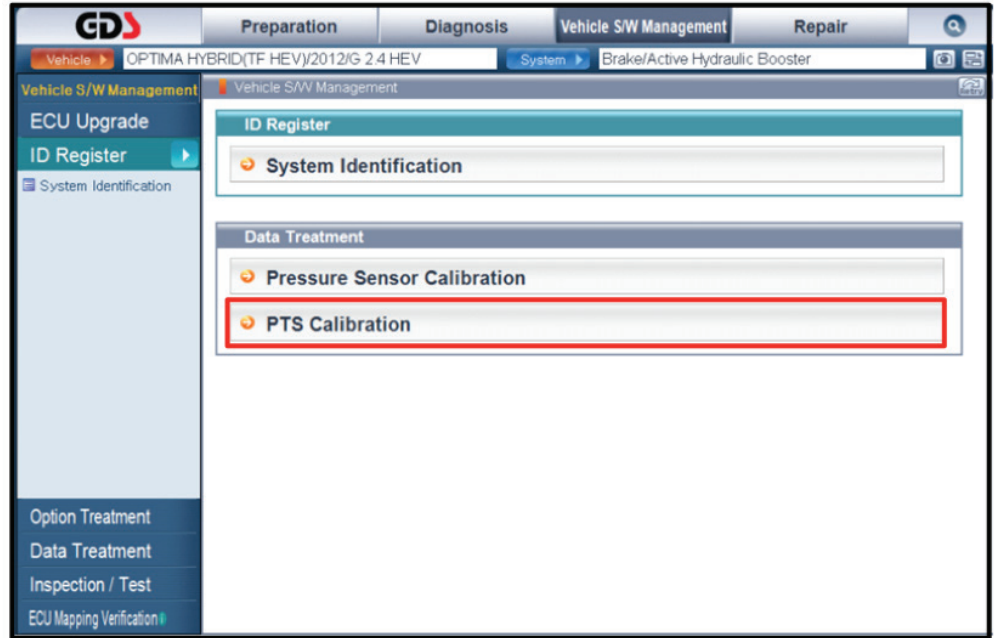 GDS
Preparation Diagnosis Vehicle S/W Management Repair
Vehicle OPTIMA HYBRID(TF HEV)/2012/G 2.4 HEV System Brake/Active Hydraulic Booster
Vehicle S/W Management
Vehicle S/W Management
Retry
ECU Upgrade
ID Register
System Identification
ID Register
System Identification
Data Treatment
Pressure Sensor Calibration
PTS Calibration
Option Treatment
Data Treatment
Inspection / Test
ECU Mapping Verification